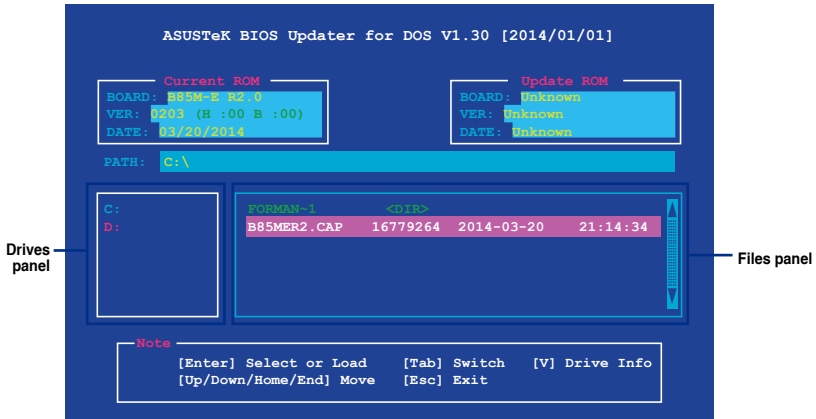 ASUSTeK BIOS Updater for DOS V1.30 [2014/01/01]
Current ROM
BOARD: B85M-E R2.0
VER: 0203 (H :00 B :00)
DATE: 03/20/2014
Update ROM
BOARD: Unknown
VER: Unknown
DATE: Unknown
PATH: C:\
C:
D:
FORMAN~1 <DIR>
B85MER2.CAP 16779264 2014-03-20 21:14:34
Drives
panel
Files panel
Note
[Enter] Select or Load [Tab] Switch [V] Drive Info
[Up/Down/Home/End] Move [Esc] Exit